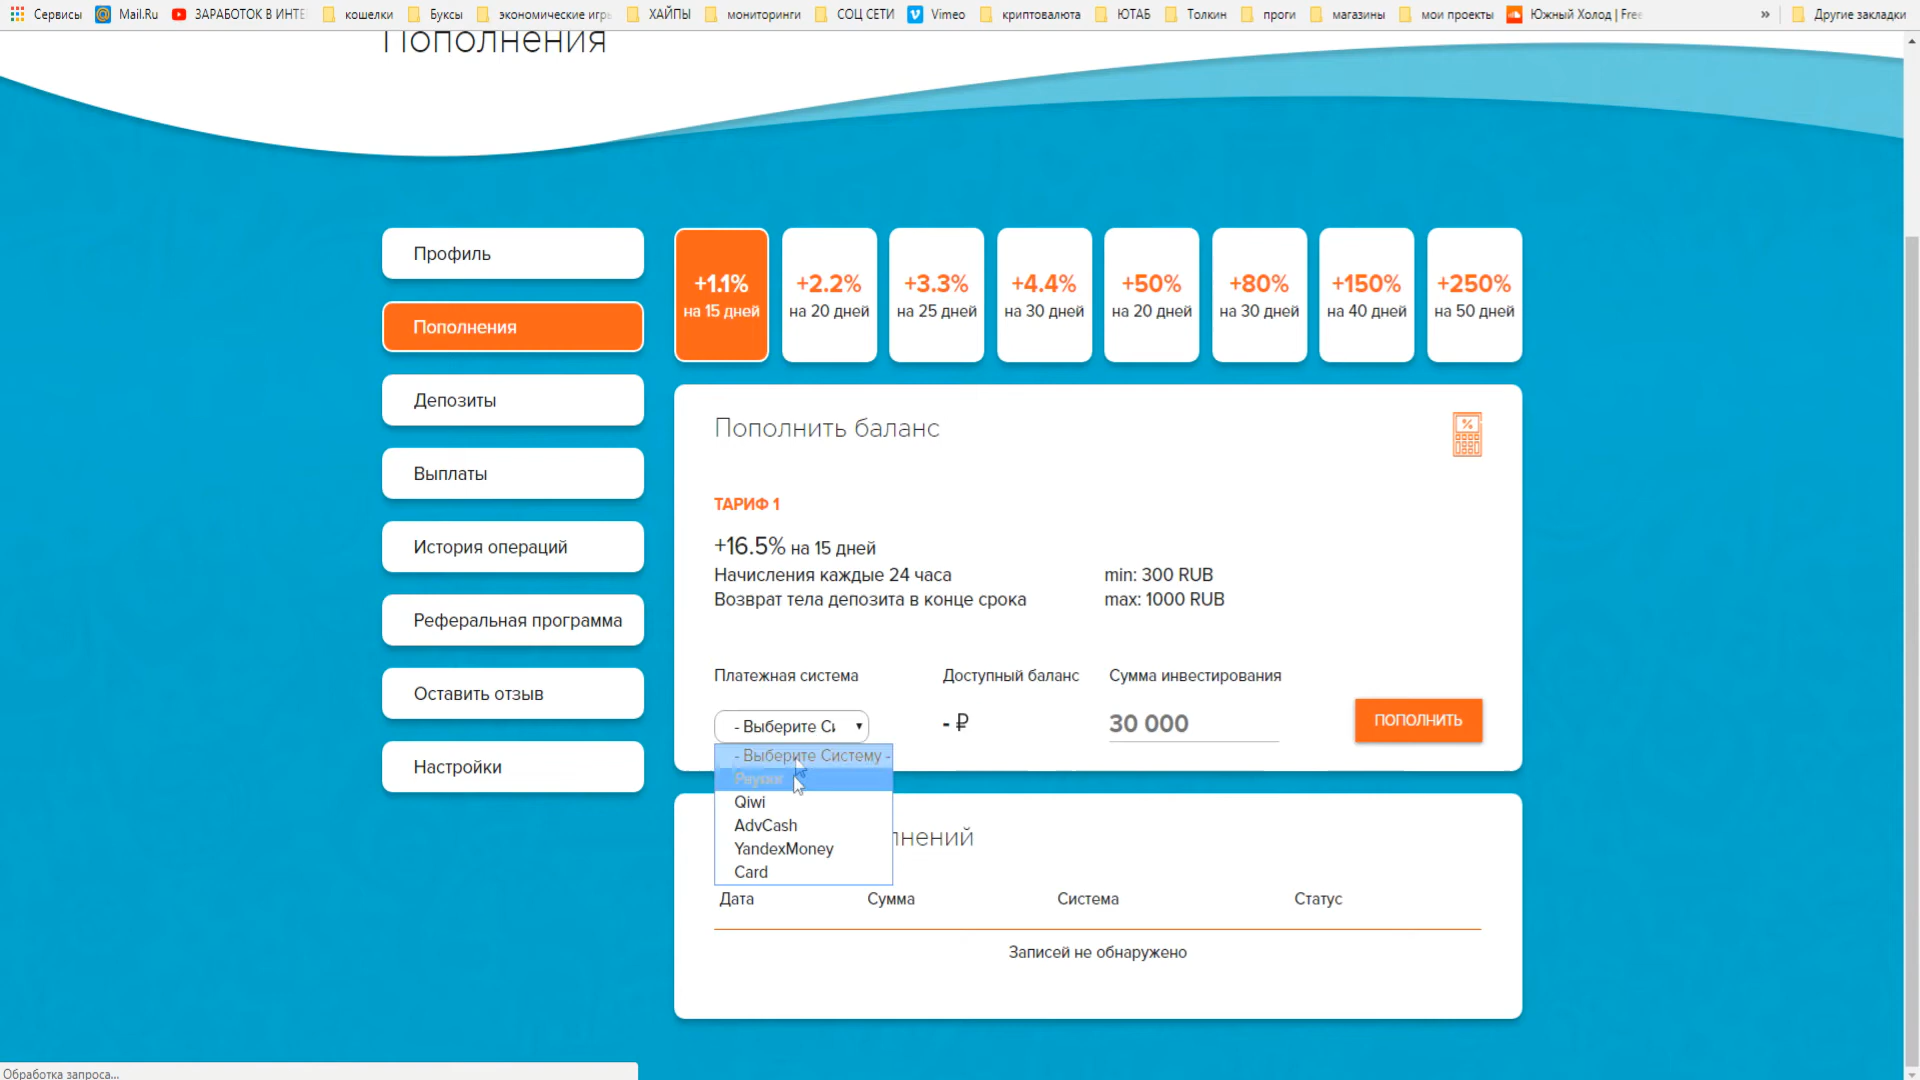 Сервисы Mail.Ru ЗАРАБОТОК В ИНТЕ кошелки Буксы экономические игры ХАЙПЫ мониторинги СОЦ СЕТИ Vimeo криптовалюта ЮТАБ Толкин проги магазины мои проекты Южный Холод | Free » Другие закладки
Пополнения
Профиль
Пополнения
Депозиты
Выплаты
История операций
Реферальная программа
Оставить отзыв
Настройки
+1.1% +2.2% +3.3% +4.4% +50% +80% +150% +250%
на 15 дней на 20 дней на 25 дней на 30 дней на 20 дней на 30 дней на 40 дней на 50 дней
Пополнить баланс
ТАРИФ 1
+16.5% на 15 дней
Начисления каждые 24 часа min: 300 RUB
Возврат тела депозита в конце срока max: 1000 RUB
Платежная система Доступный баланс Сумма инвестирования
- Выберите Си - ₽ 30 000 ПОПОЛНИТЬ
- Выберите Систему -
Qiwi
AdvCash
YandexMoney
Card
лнений
Дата Сумма Система Статус
Записей не обнаружено
Обработка запроса...